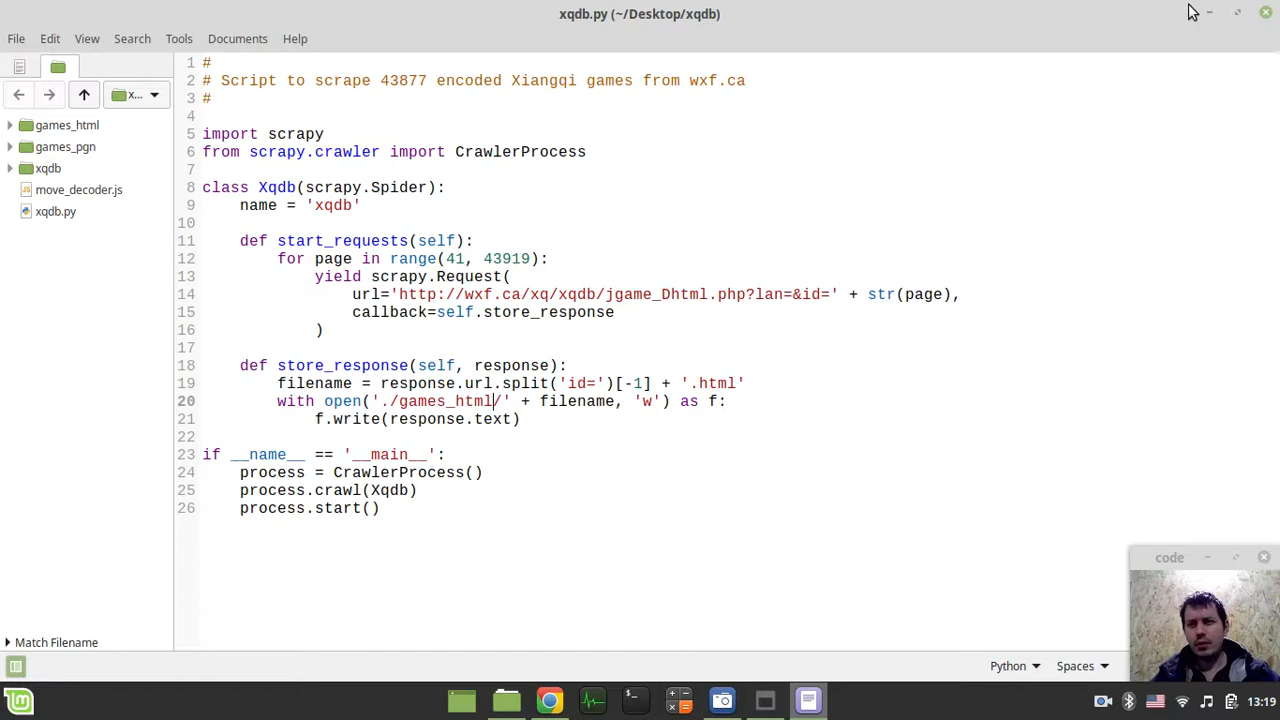 xqdb.py (~/Desktop/xqdb)
File Edit View Search Tools Documents Help
x...
games_html
games_pgn
xqdb
move_decoder.js
xqdb.py
1 #
2 # Script to scrape 43877 encoded Xiangqi games from wxf.ca
3 #
4
5 import scrapy
6 from scrapy.crawler import CrawlerProcess
7
8 class Xqdb(scrapy.Spider):
9     name = 'xqdb'
10
11     def start_requests(self):
12         for page in range(41, 43919):
13             yield scrapy.Request(
14                 url='http://wxf.ca/xq/xqdb/jgame_Dhtml.php?lan=&id=' + str(page),
15                 callback=self.store_response
16             )
17
18     def store_response(self, response):
19         filename = response.url.split('id=')[-1] + '.html'
20         with open('./games_html/' + filename, 'w') as f:
21             f.write(response.text)
22
23 if __name__ == '__main__':
24     process = CrawlerProcess()
25     process.crawl(Xqdb)
26     process.start()
code
Match Filename
Python Spaces
13:19